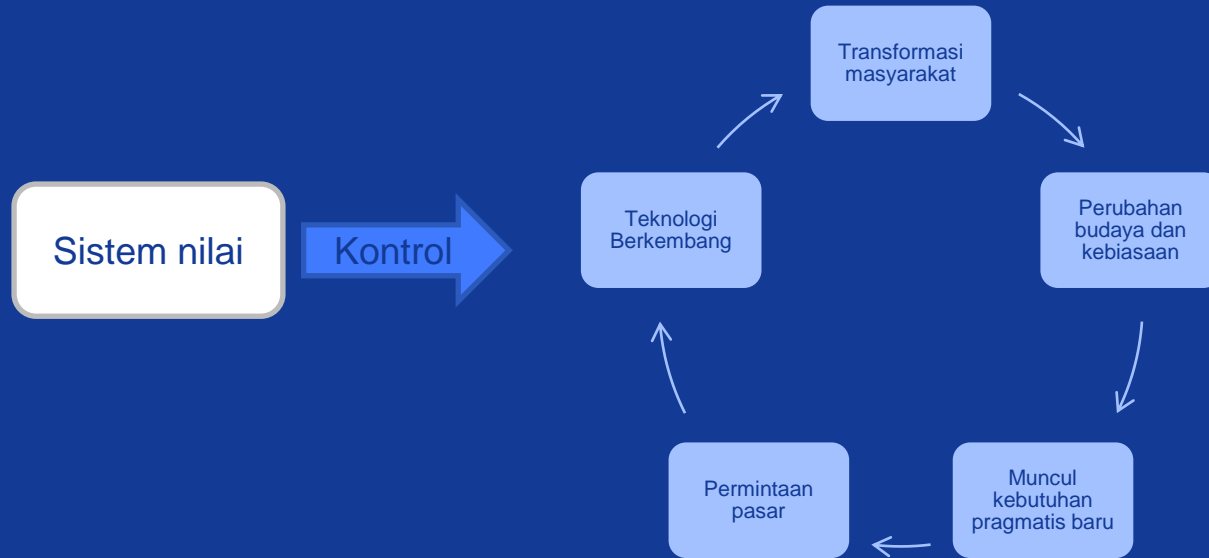 Sistem nilai
Kontrol
Transformasi
masyarakat
Perubahan
budaya dan
kebiasaan
Muncul
kebutuhan
pragmatis baru
Permintaan
pasar
Teknologi
Berkembang